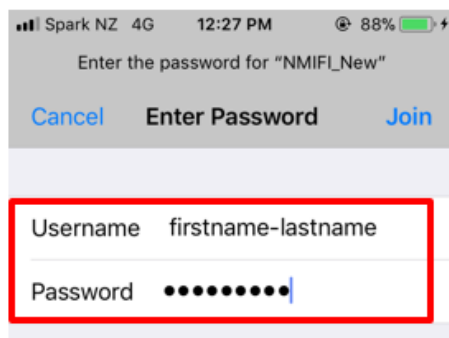 Spark NZ 4G 12:27 PM 88%
Enter the password for “NMIFI_New”
Cancel Enter Password Join
Username firstname-lastname
Password •••••••••